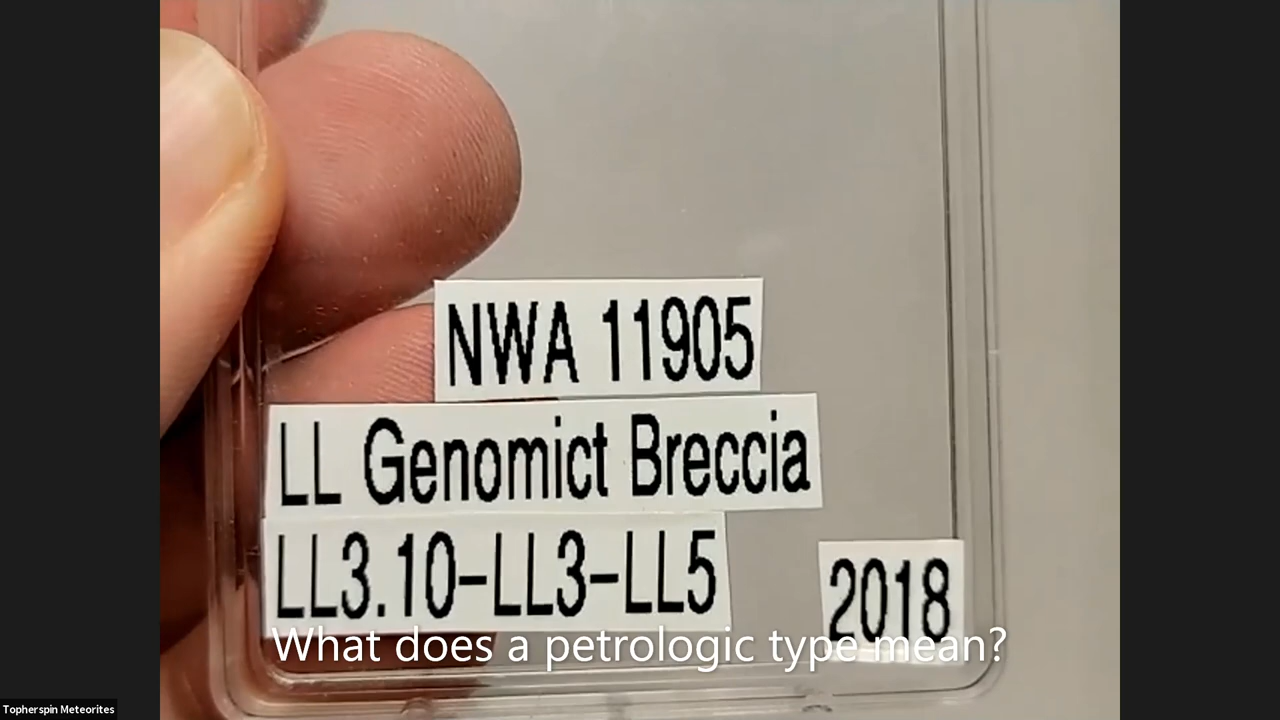 NWA 11905
LL Genomict Breccia
LL3.10-LL3-LL5
2018
What does a petrologic type mean?
Topherspin Meteorites